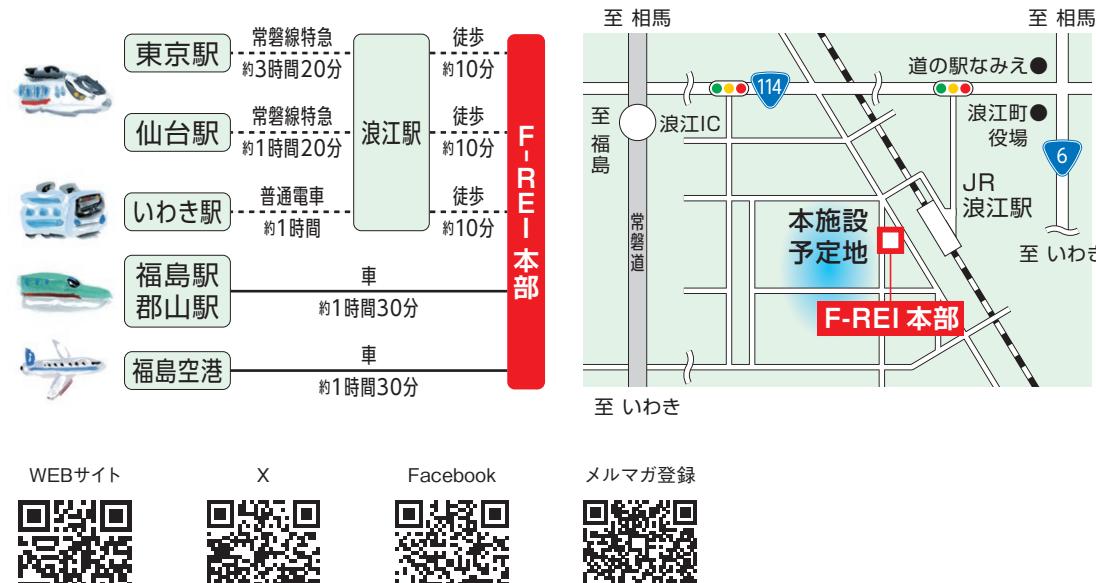 東京駅
常磐線特急
約3時間20分
仙台駅
常磐線特急
約1時間20分
いわき駅
普通電車
約1時間
浪江駅
徒歩
約10分
徒歩
約10分
徒歩
約10分
福島駅
郡山駅
車
約1時間30分
福島空港
車
約1時間30分
F-REI本部
至 相馬
至 相馬
道の駅なみえ
114
至福島
浪江IC
浪江町
役場
6
JR
浪江駅
常磐道
本施設
予定地
至 いわき
F-REI 本部
至 いわき
WEBサイト
X
Facebook
メルマガ登録